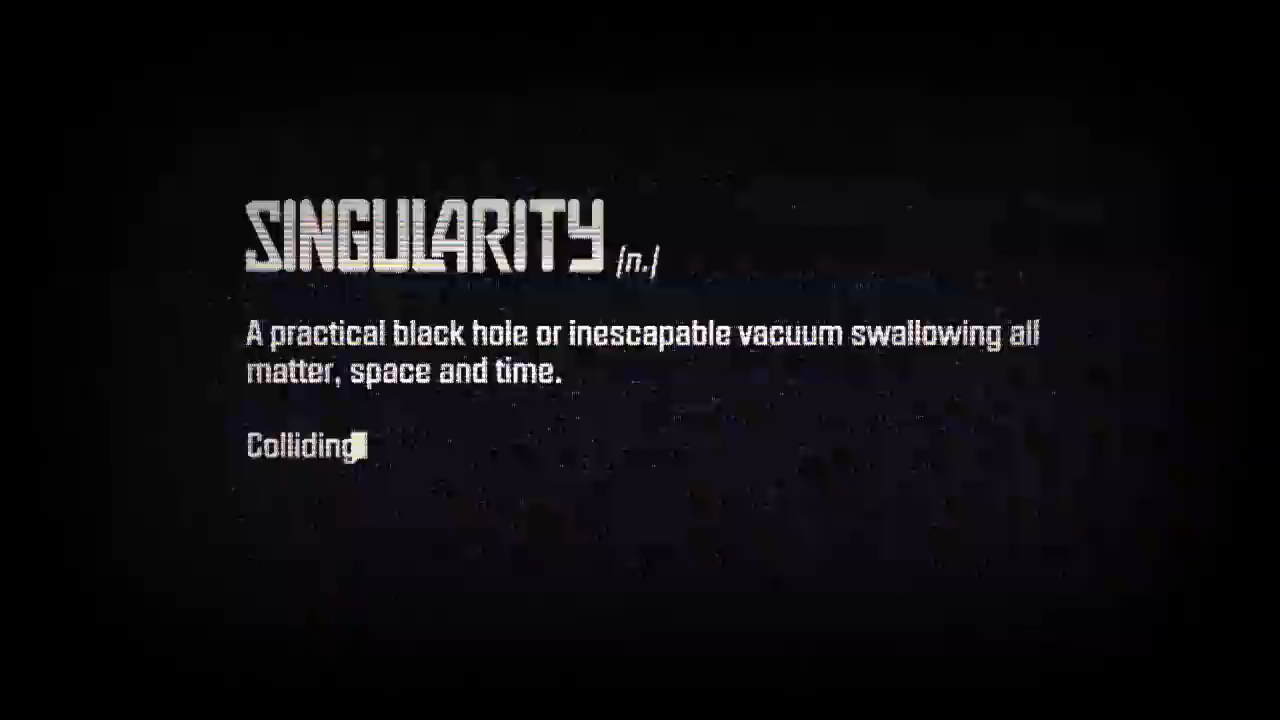 SINGULARITY [n.]
A practical black hole or inescapable vacuum swallowing all
matter, space and time.
Colliding